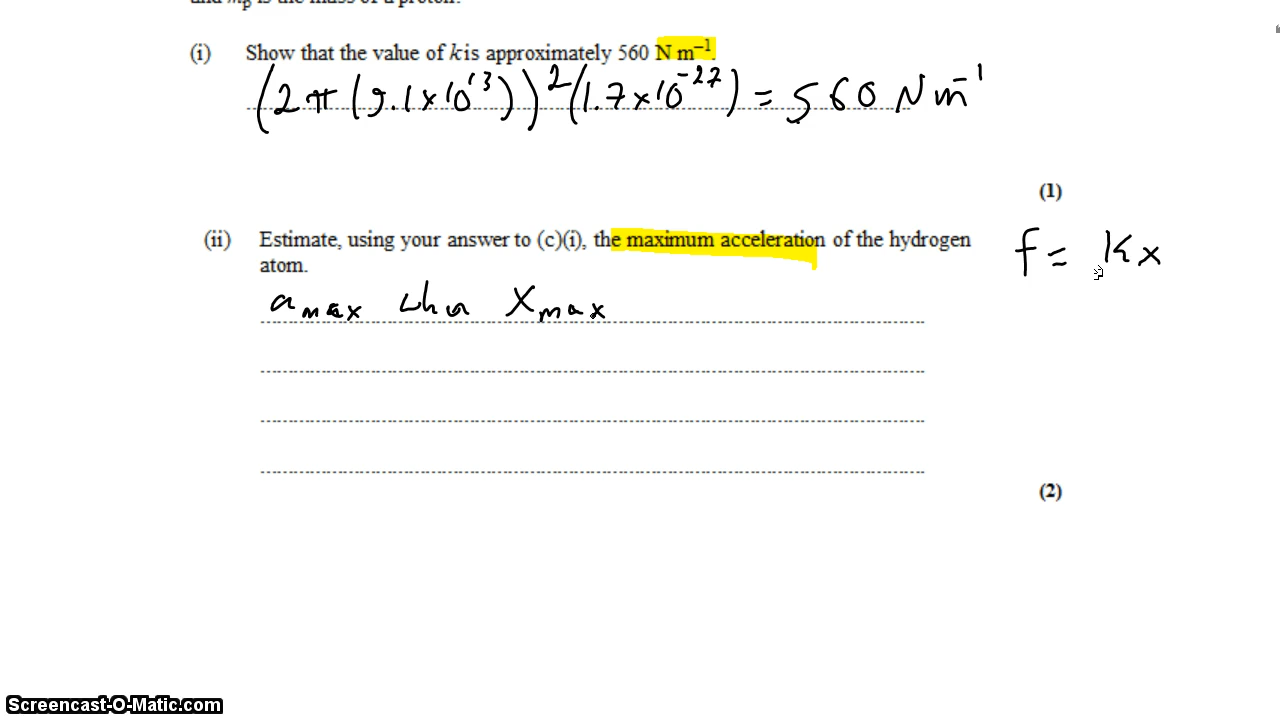 and mg is the mass of a proton.
(i) Show that the value of k is approximately 560 N m⁻¹.
(2π(9.1×10¹³))²(1.7×10⁻²⁷) = 560 N m⁻¹
(1)
(ii) Estimate, using your answer to (c)(i), the maximum acceleration of the hydrogen
atom.
f = kx
a max when x max
(2)
Screencast-O-Matic.com